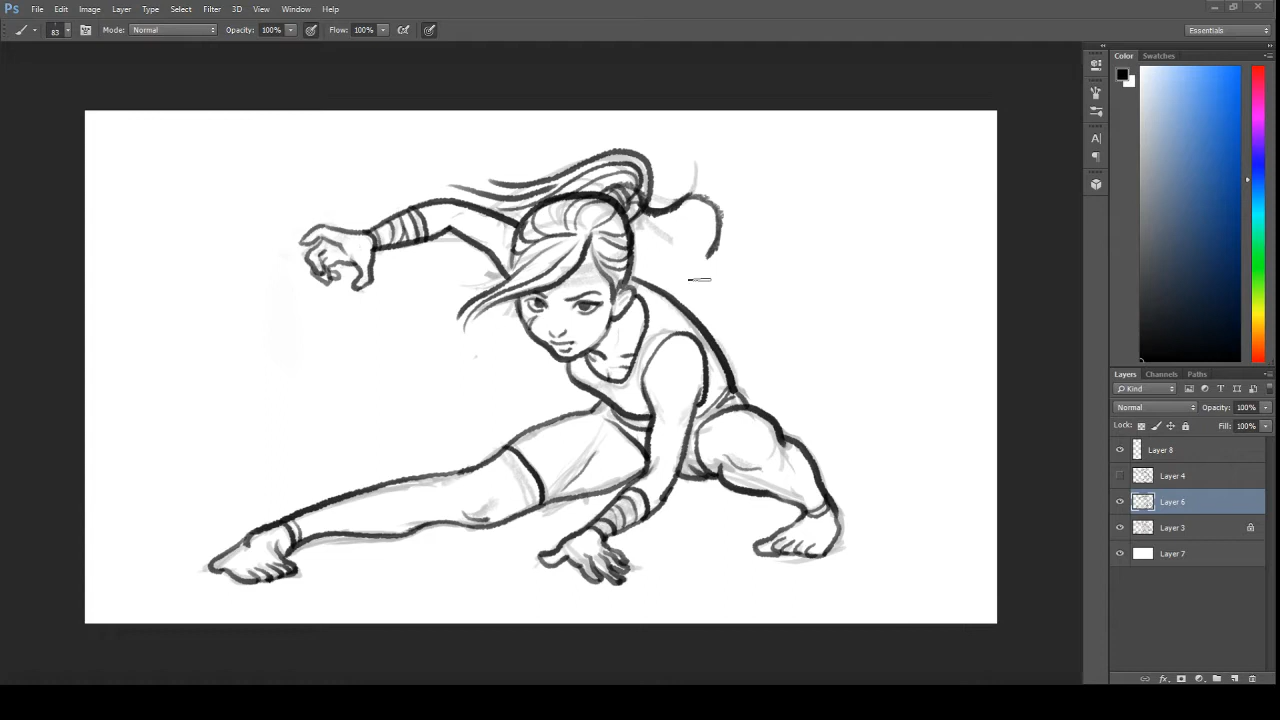 Ps File Edit Image Layer Type Select Filter 3D View Window Help
83 Mode: Normal Opacity: 100% Flow: 100% Essentials
Color Swatches
A
Layers Channels Paths
Kind T
Normal Opacity: 100%
Lock: Fill: 100%
Layer 8
Layer 4
Layer 6
Layer 3
Layer 7
fx